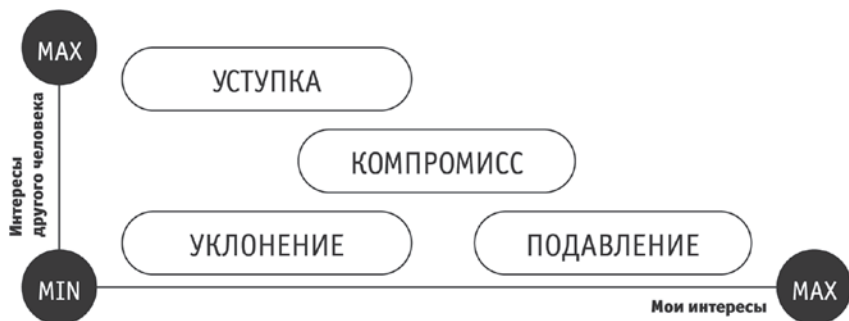 MAX
УСТУПКА
Интересы
другого человека
КОМПРОМИСС
УКЛОНЕНИЕ
ПОДАВЛЕНИЕ
MIN
Мои интересы
MAX